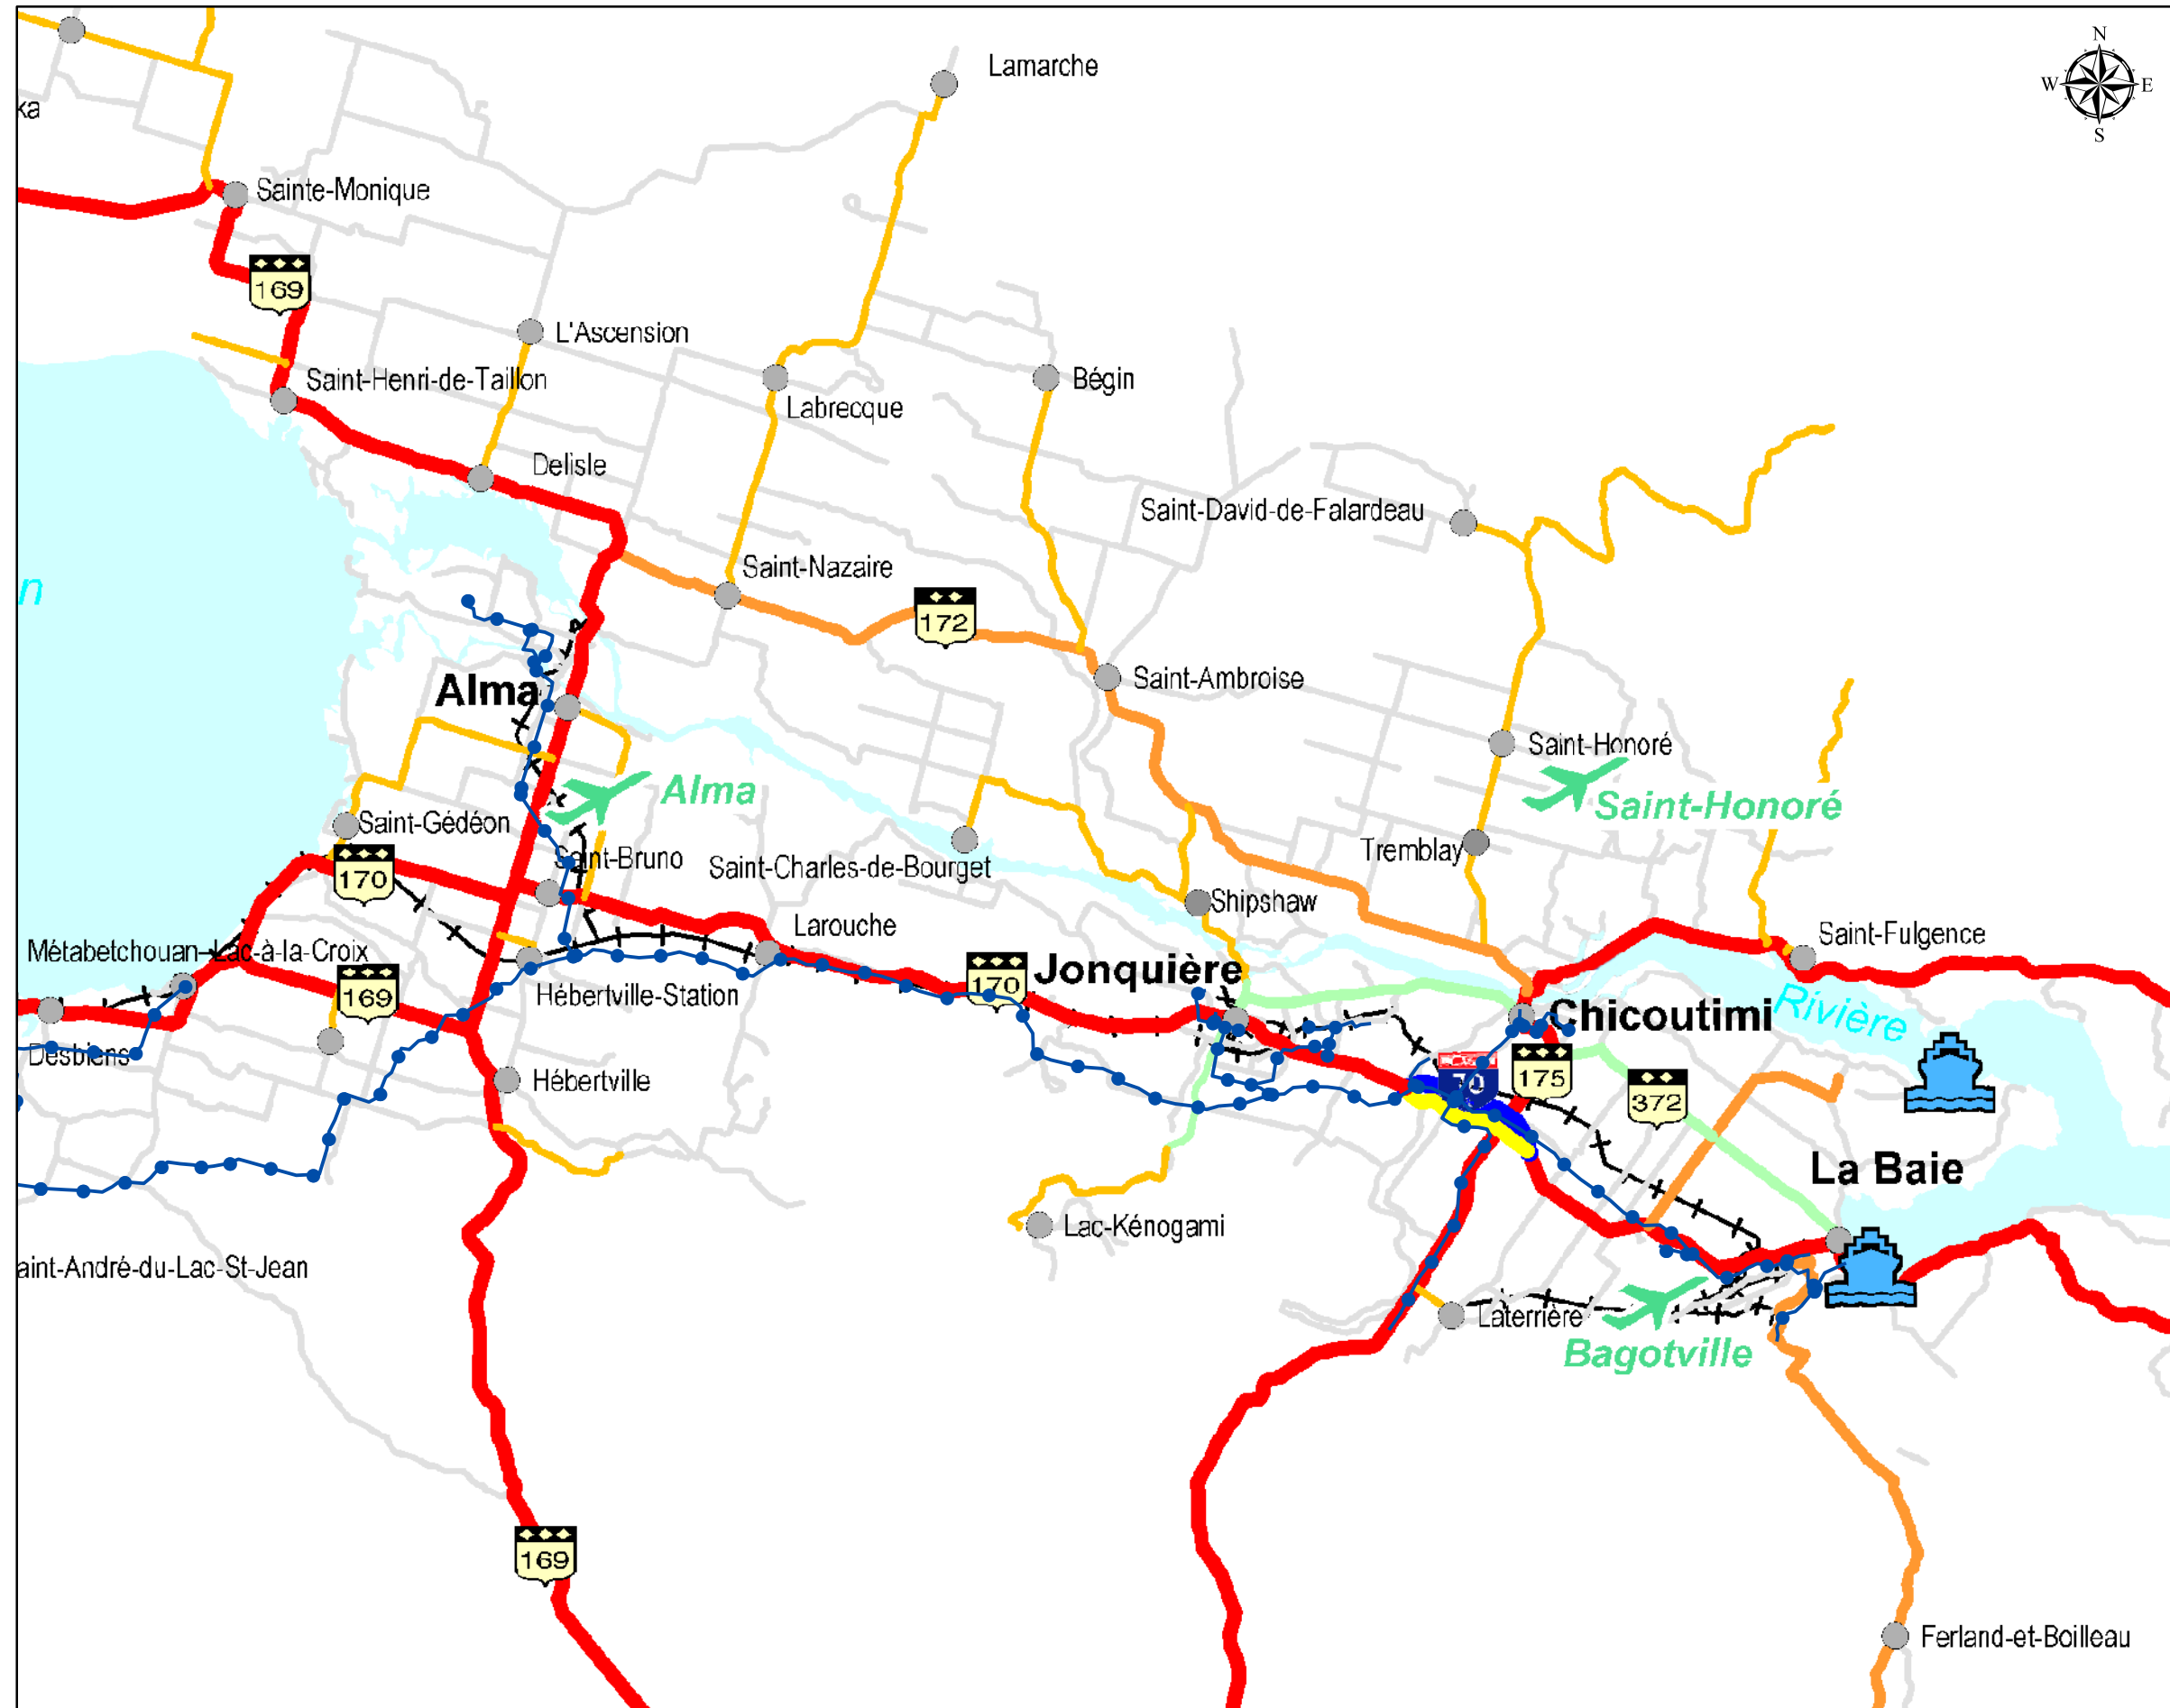 N
Lamarche
W
E
ka
S
Sainte-Monique
169
L'Ascension
Saint-Henri-de-Taillon
Bégin
Labrecque
Delisle
Saint-David-de-Falardeau
Saint-Nazaire
n
172
Saint-Ambroise
Alma
Saint-Honoré
Alma
Saint-Honoré
Saint-Gédéon
Tremblay
Saint-Bruno
Saint-Charles-de-Bourget
170
Shipshaw
Larouche
Saint-Fulgence
Métabetchouan-Lac-à-la-Croix
Jonquière
170
169
Hébertville-Station
Chicoutimi
Rivière
Desbiens
Hébertville
70
175
372
La Baie
Lac-Kénogami
aint-André-du-Lac-St-Jean
Laterrière
Bagotville
169
Ferland-et-Boilleau